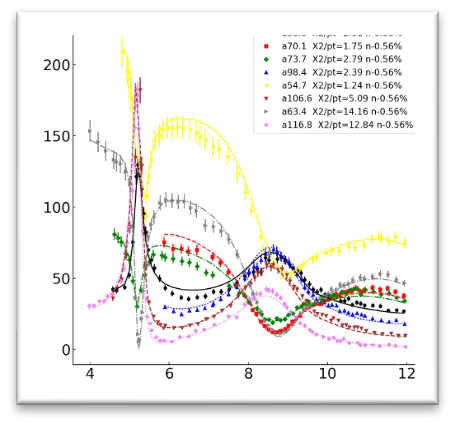 a70.1 X2/pt=1.75 n-0.56%
a73.7 X2/pt=2.79 n-0.56%
a98.4 X2/pt=2.39 n-0.56%
a54.7 X2/pt=1.24 n-0.56%
a106.6 X2/pt=5.09 n-0.56%
a63.4 X2/pt=14.16 n-0.56%
a116.8 X2/pt=12.84 n-0.56%
200
150
100
50
0
4 6 8 10 12